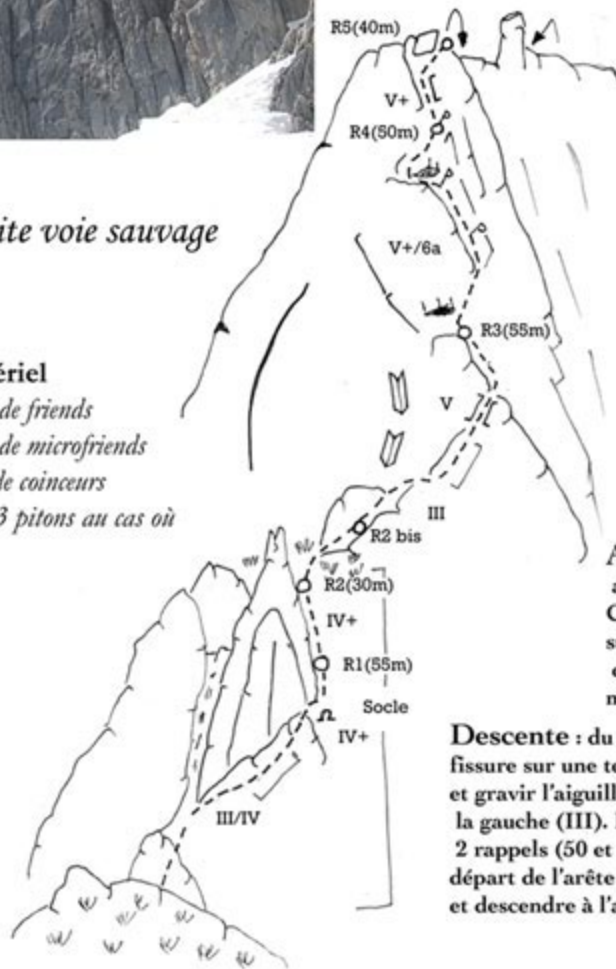 R5(40m)
V+
R4(50m)
ite voie sauvage
V+/6a
R3(55m)
ériel
de friends
de microfriends
de coinceurs
3 pitons au cas où
V
III
R2 bis
R2(30m)
IV+
R1(55m)
Socle
IV+
III/IV
Descente : du
fissure sur une te
et gravir l'aiguill
la gauche (III).
2 rappels (50 et
départ de l'arête
et descendre à l'a